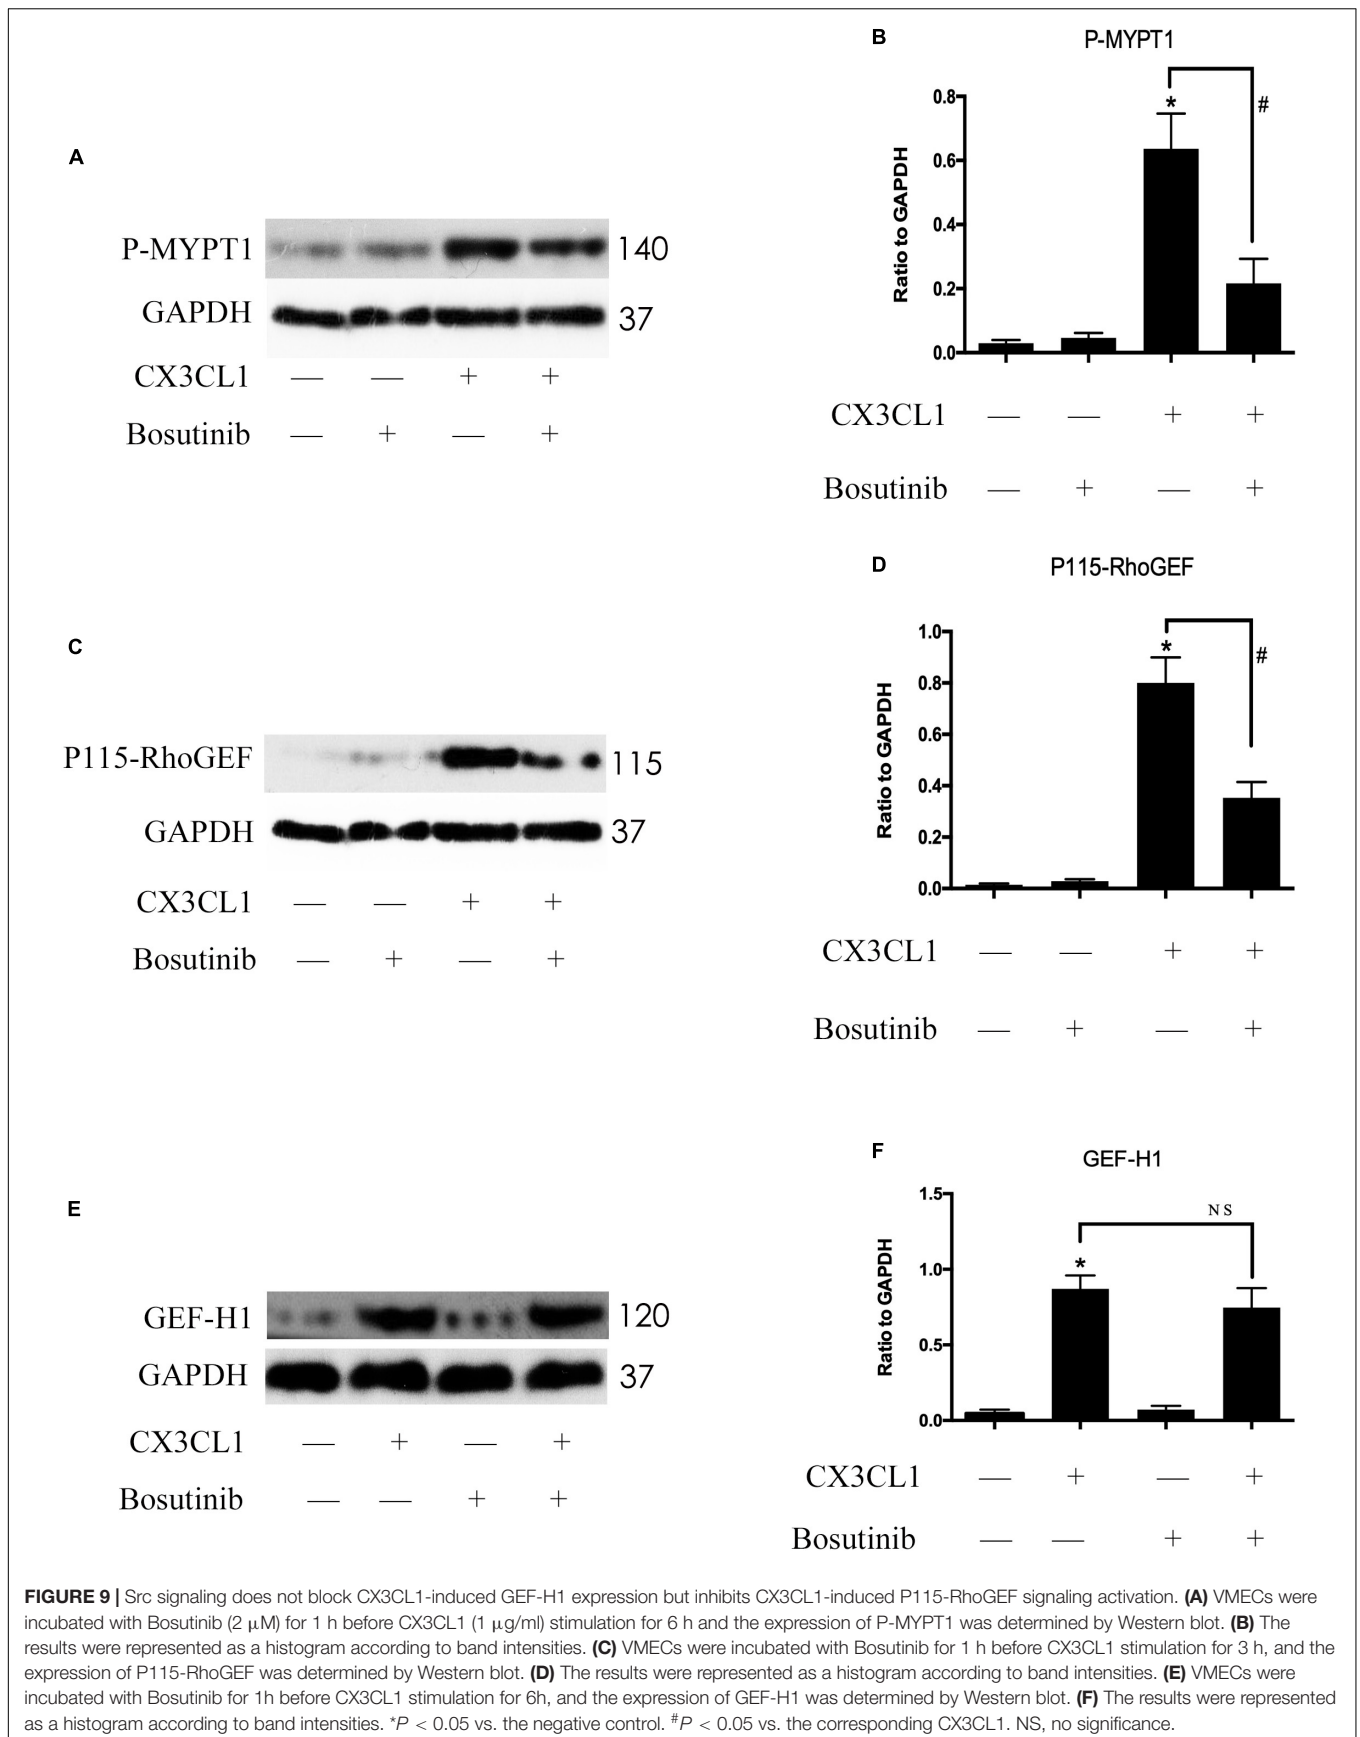 A
P-MYPT1 140
GAPDH 37
CX3CL1 — — + +
Bosutinib — + — +
B
P-MYPT1
Ratio to GAPDH
0.8
0.6
0.4
0.2
0.0
*
#
CX3CL1 — — + +
Bosutinib — + — +
C
P115-RhoGEF 115
GAPDH 37
CX3CL1 — — + +
Bosutinib — + — +
D
P115-RhoGEF
Ratio to GAPDH
1.0
0.8
0.6
0.4
0.2
0.0
*
#
CX3CL1 — — + +
Bosutinib — + — +
E
GEF-H1 120
GAPDH 37
CX3CL1 — + — +
Bosutinib — — + +
F
GEF-H1
Ratio to GAPDH
1.5
1.0
0.5
0.0
*
NS
CX3CL1 — + — +
Bosutinib — — + +
FIGURE 9 | Src signaling does not block CX3CL1-induced GEF-H1 expression but inhibits CX3CL1-induced P115-RhoGEF signaling activation. (A) VMECs were
incubated with Bosutinib (2 μM) for 1 h before CX3CL1 (1 μg/ml) stimulation for 6 h and the expression of P-MYPT1 was determined by Western blot. (B) The
results were represented as a histogram according to band intensities. (C) VMECs were incubated with Bosutinib for 1 h before CX3CL1 stimulation for 3 h, and the
expression of P115-RhoGEF was determined by Western blot. (D) The results were represented as a histogram according to band intensities. (E) VMECs were
incubated with Bosutinib for 1h before CX3CL1 stimulation for 6h, and the expression of GEF-H1 was determined by Western blot. (F) The results were represented
as a histogram according to band intensities. *P < 0.05 vs. the negative control. #P < 0.05 vs. the corresponding CX3CL1. NS, no significance.